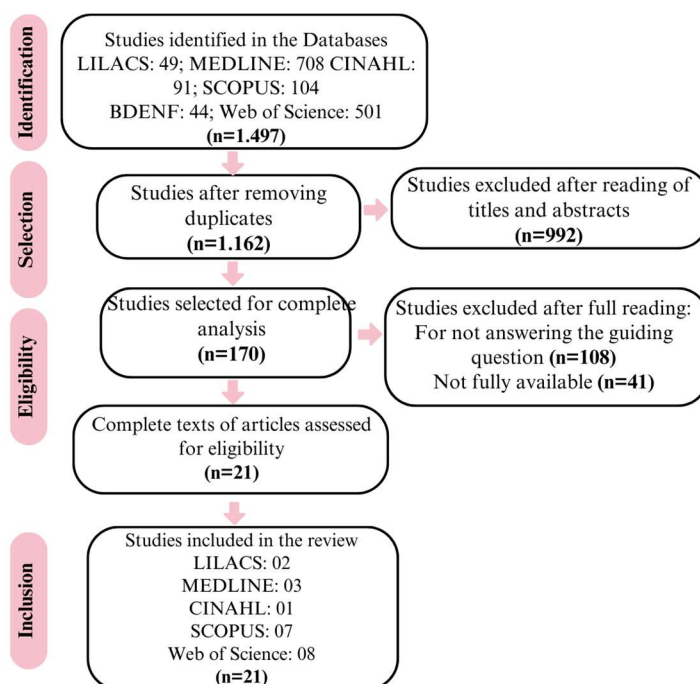 Identification
Studies identified in the Databases
LILACS: 49; MEDLINE: 708 CINAHL:
91; SCOPUS: 104
BDENF: 44; Web of Science: 501
(n=1.497)
Selection
Studies after removing
duplicates
(n=1.162)
Studies excluded after reading of
titles and abstracts
(n=992)
Eligibility
Studies selected for complete
analysis
(n=170)
Studies excluded after full reading:
For not answering the guiding
question (n=108)
Not fully available (n=41)
Complete texts of articles assessed
for eligibility
(n=21)
Inclusion
Studies included in the review
LILACS: 02
MEDLINE: 03
CINAHL: 01
SCOPUS: 07
Web of Science: 08
(n=21)